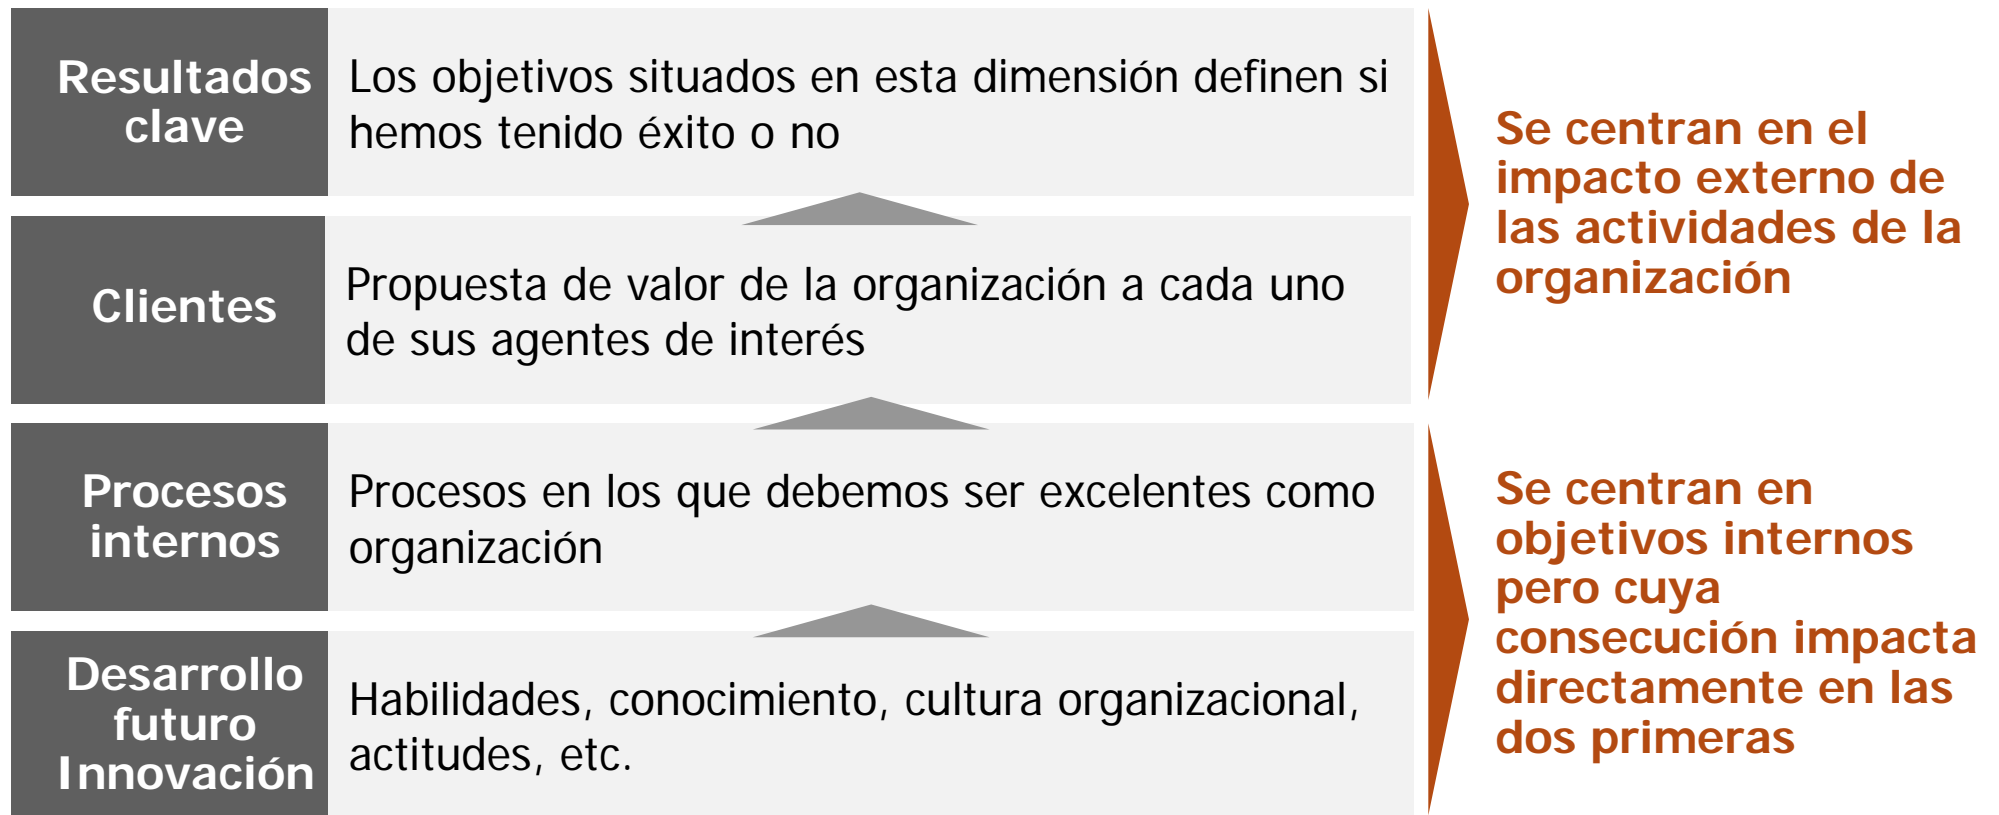 Resultados
clave
Los objetivos situados en esta dimensión definen si
hemos tenido éxito o no
Clientes
Propuesta de valor de la organización a cada uno
de sus agentes de interés
Se centran en el
impacto externo de
las actividades de la
organización
Procesos
internos
Procesos en los que debemos ser excelentes como
organización
Desarrollo
futuro
Innovación
Habilidades, conocimiento, cultura organizacional,
actitudes, etc.
Se centran en
objetivos internos
pero cuya
consecución impacta
directamente en las
dos primeras